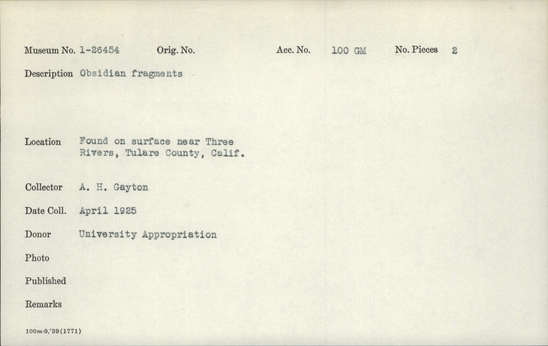 Museum No. 1-26454 Orig. No. Acc. No. 100 GM No. Pieces 2
Description Obsidian fragments
Location Found on surface near Three
Rivers, Tulare County, Calif.
Collector A. H. Gayton
Date Coll. April 1925
Donor University Appropriation
Photo
Published
Remarks
100m-9,'39(1771)